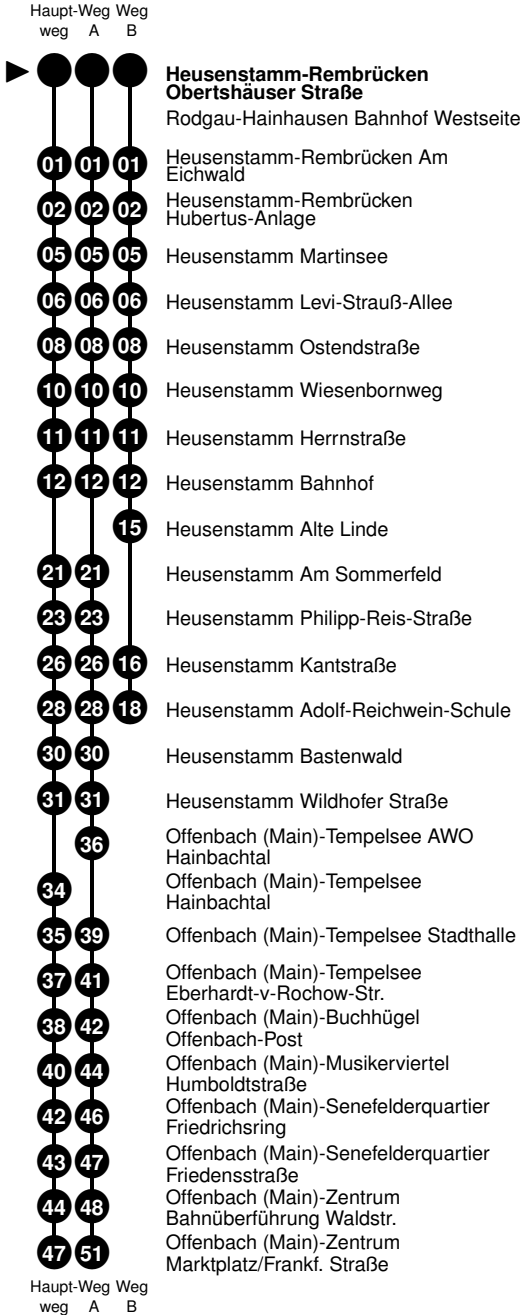 Haupt- Weg Weg
weg A B
Heusenstamm-Rembrücken
Obertshäuser Straße
Rodgau-Hainhausen Bahnhof Westseite
01 01 01 Heusenstamm-Rembrücken Am
Eichwald
02 02 02 Heusenstamm-Rembrücken
Hubertus-Anlage
05 05 05 Heusenstamm Martinsee
06 06 06 Heusenstamm Levi-Strauß-Allee
08 08 08 Heusenstamm Ostendstraße
10 10 10 Heusenstamm Wiesenbornweg
11 11 11 Heusenstamm Herrnstraße
12 12 12 Heusenstamm Bahnhof
15 Heusenstamm Alte Linde
21 21 Heusenstamm Am Sommerfeld
23 23 Heusenstamm Philipp-Reis-Straße
26 26 16 Heusenstamm Kantstraße
28 28 18 Heusenstamm Adolf-Reichwein-Schule
30 30 Heusenstamm Bastenwald
31 31 Heusenstamm Wildhofer Straße
36 Offenbach (Main)-Tempelsee AWO
Hainbachtal
34 Offenbach (Main)-Tempelsee
Hainbachtal
35 39 Offenbach (Main)-Tempelsee Stadthalle
37 41 Offenbach (Main)-Tempelsee
Eberhardt-v-Rochow-Str.
38 42 Offenbach (Main)-Buchhügel
Offenbach-Post
40 44 Offenbach (Main)-Musikerviertel
Humboldtstraße
42 46 Offenbach (Main)-Senefelderquartier
Friedrichsring
43 47 Offenbach (Main)-Senefelderquartier
Friedensstraße
44 48 Offenbach (Main)-Zentrum
Bahnüberführung Waldstr.
47 51 Offenbach (Main)-Zentrum
Marktplatz/Frankf. Straße
Haupt- Weg Weg
weg A B